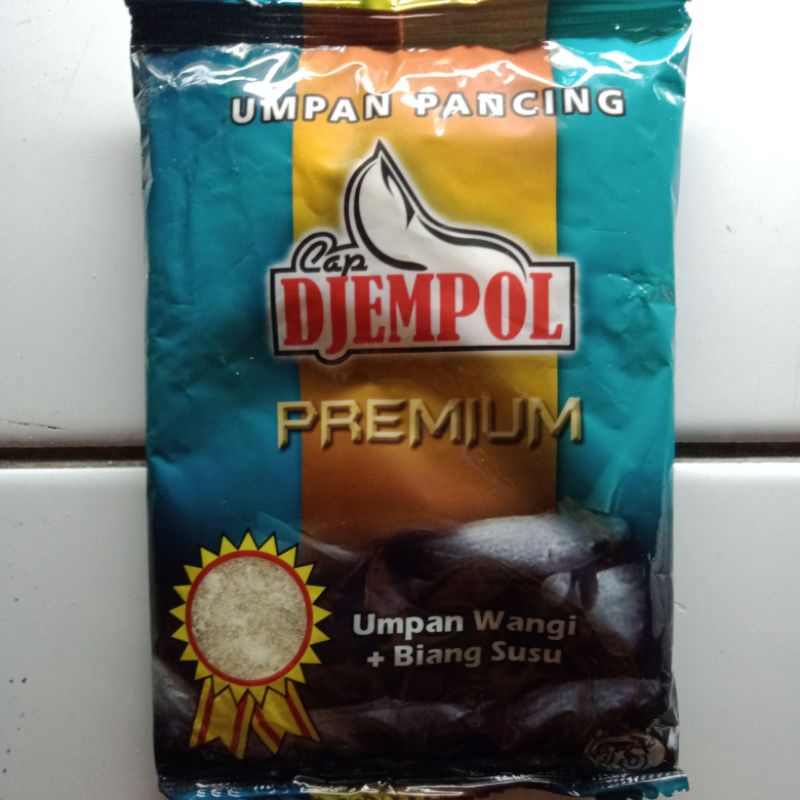 UMPAN PANCING
Cap
DJEMPOL
PREMIUM
Umpan Wangi
+ Biang Susu